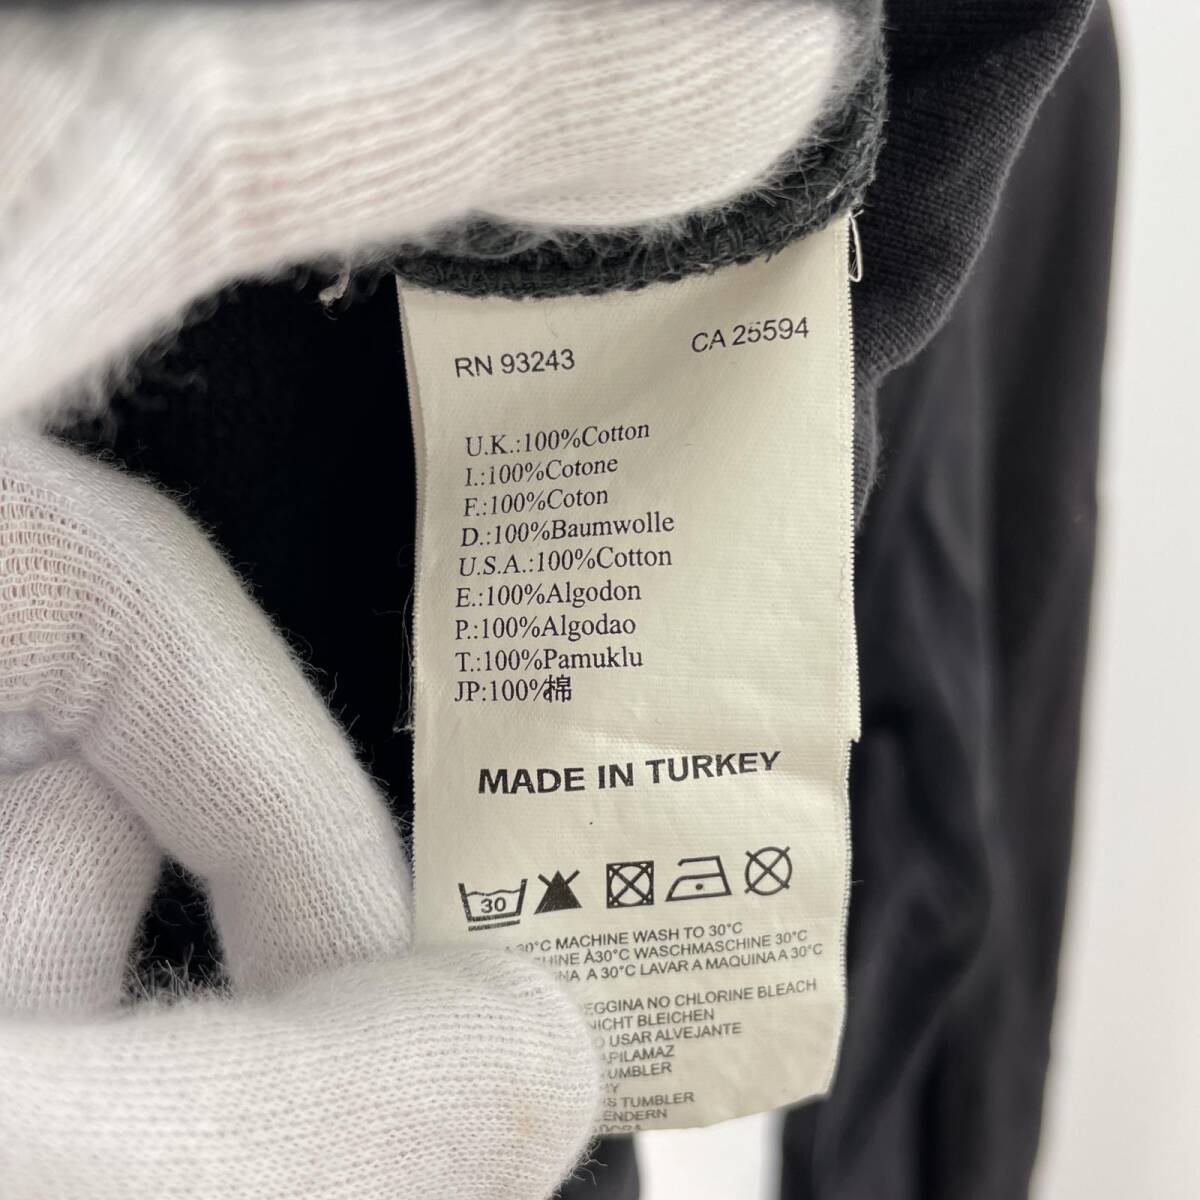 RN 93243 CA 25594
U.K.:100%Cotton
I.:100%Cotone
F.:100%Coton
D.:100%Baumwolle
U.S.A.:100%Cotton
E.:100%Algodon
P.:100%Algodao
T.:100%Pamuklu
JP:100%棉
MADE IN TURKEY
30
30°C MACHINE WASH TO 30°C
À30°C WASCHMASCHINE 30°C
A 30°C LAVAR A MAQUINA A 30°C
NO CHLORINE BLEACH
NICHT BLEICHEN
USAR ALVEJANTE
TUMBLER